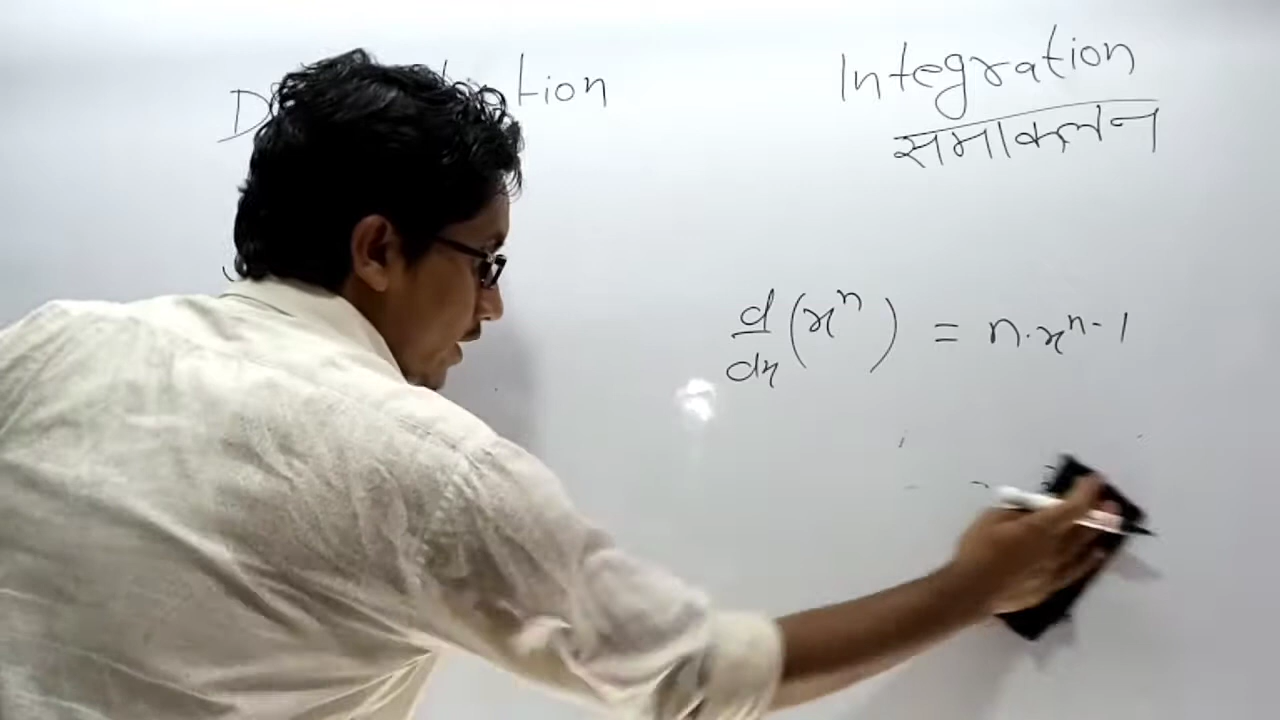 Integration
समाकलन
d/dx (xⁿ) = n·xⁿ⁻¹